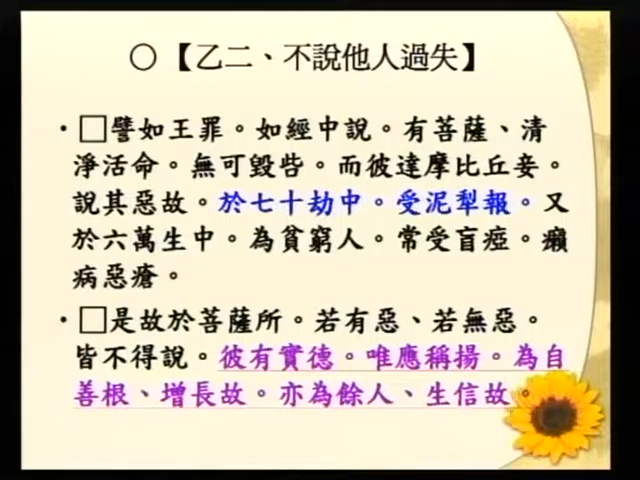 ○【乙二、不說他人過失】
・□譬如王罪。如經中說。有菩薩、清
淨活命。無可毀呰。而彼達摩比丘妄。
說其惡故。於七十劫中。受泥犁報。又
於六萬生中。為貧窮人。常受盲瘂。癩
病惡瘡。
・□是故於菩薩所。若有惡、若無惡。
皆不得說。彼有實德。唯應稱揚。為自
善根、增長故。亦為餘人、生信故。